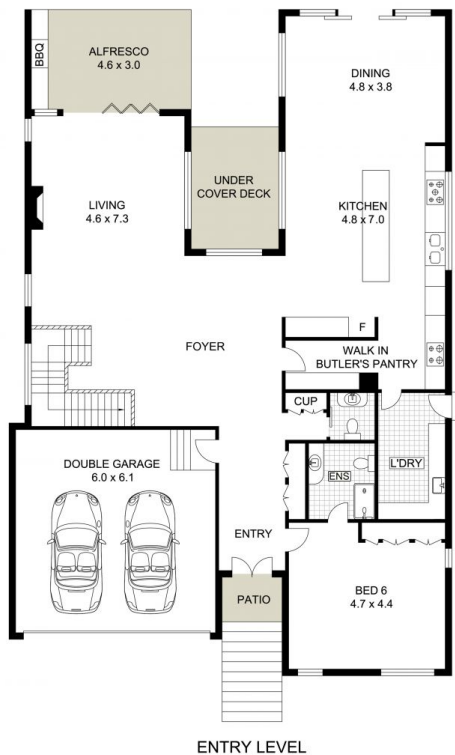 BBQ
ALFRESCO
4.6 x 3.0
DINING
4.8 x 3.8
UNDER
COVER DECK
LIVING
4.6 x 7.3
KITCHEN
4.8 x 7.0
F
FOYER
WALK IN
BUTLER'S PANTRY
CUP
DOUBLE GARAGE
6.0 x 6.1
ENS
L'DRY
ENTRY
PATIO
BED 6
4.7 x 4.4
ENTRY LEVEL